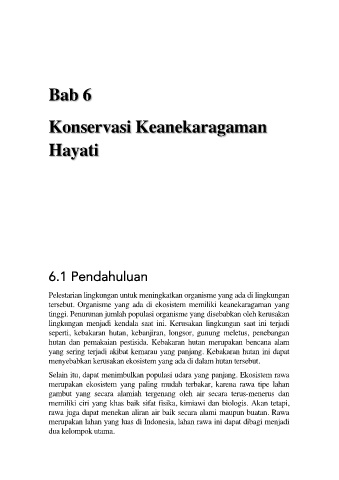 Bab 6
Konservasi Keanekaragaman
Hayati
6.1 Pendahuluan
Pelestarian lingkungan untuk meningkatkan organisme yang ada di lingkungan
tersebut. Organisme yang ada di ekosistem memiliki keanekaragaman yang
tinggi. Penurunan jumlah populasi organisme yang disebabkan oleh kerusakan
lingkungan menjadi kendala saat ini. Kerusakan lingkungan saat ini terjadi
seperti, kebakaran hutan, kebanjiran, longsor, gunung meletus, penebangan
hutan dan pemakaian pestisida. Kebakaran hutan merupakan bencana alam
yang sering terjadi akibat kemarau yang panjang. Kebakaran hutan ini dapat
menyebabkan kerusakan ekosistem yang ada di dalam hutan tersebut.
Selain itu, dapat menimbulkan populasi udara yang panjang. Ekosistem rawa
merupakan ekosistem yang paling mudah terbakar, karena rawa tipe lahan
gambut yang secara alamiah tergenang oleh air secara terus-menerus dan
memiliki ciri yang khas baik sifat fisika, kimiawi dan biologis. Akan tetapi,
rawa juga dapat menekan aliran air baik secara alami maupun buatan. Rawa
merupakan lahan yang luas di Indonesia, lahan rawa ini dapat dibagi menjadi
dua kelompok utama.